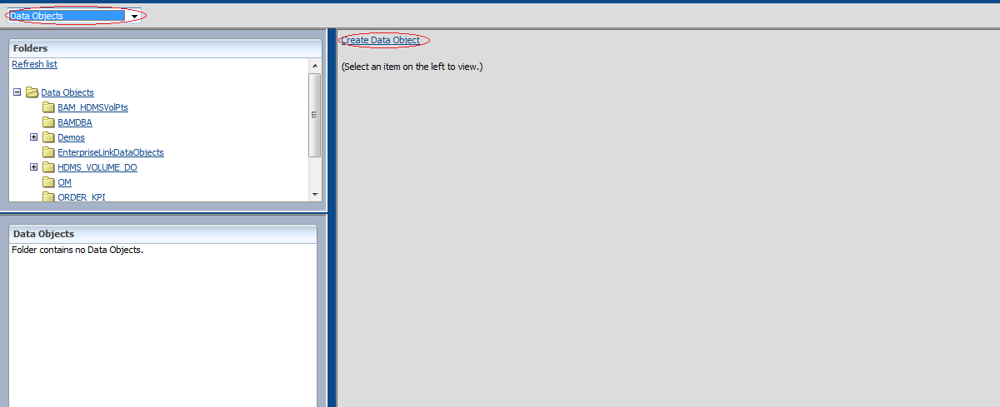 Data Objects
Folders
Refresh list
Data Objects
BAM_HDMSVolPts
BAMDBA
Demos
EnterpriseLinkDataObjects
HDMS_VOLUME_DO
OM
ORDER_KPI
Data Objects
Folder contains no Data Objects.
Create Data Object
(Select an item on the left to view.)